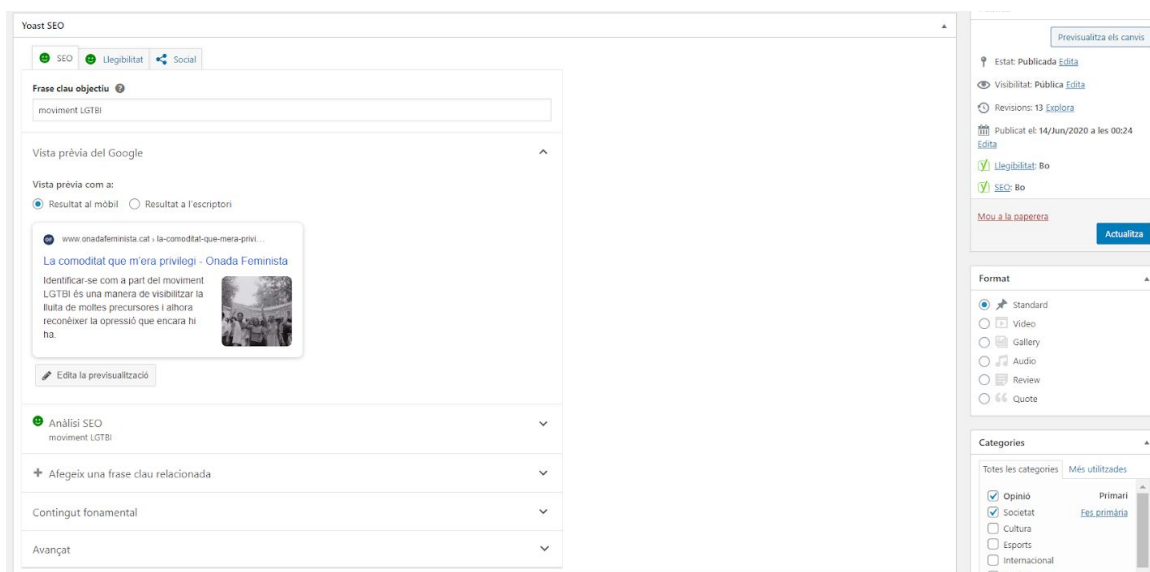 Yoast SEO
SEO
Llegibilitat
Social
Frase clau objectiu
moviment LGTBI
Vista prèvia del Google
Vista prèvia com a:
Resultat al mòbil
Resultat a l'escriptori
www.onadafeminista.cat › la-comoditat-que-mera-privi...
La comoditat que m'era privilegi - Onada Feminista
Identificar-se com a part del moviment
LGTBI és una manera de visibilitzar la
lluita de moltes precursores i alhora
reconèixer la opressió que encara hi
ha.
Edita la previsualització
Anàlisi SEO
moviment LGTBI
Afegeix una frase clau relacionada
Contingut fonamental
Avançat
Previsualitza els canvis
Estat: Publicada Edita
Visibilitat: Pública Edita
Revisions: 13 Explora
Publicat el: 14/Jun/2020 a les 00:24
Edita
Llegibilitat: Bo
SEO: Bo
Mou a la paperera
Actualitza
Format
Standard
Video
Gallery
Audio
Review
Quote
Categories
Totes les categories Més utilitzades
Opinió Primari
Societat Fes primària
Cultura
Esports
Internacional